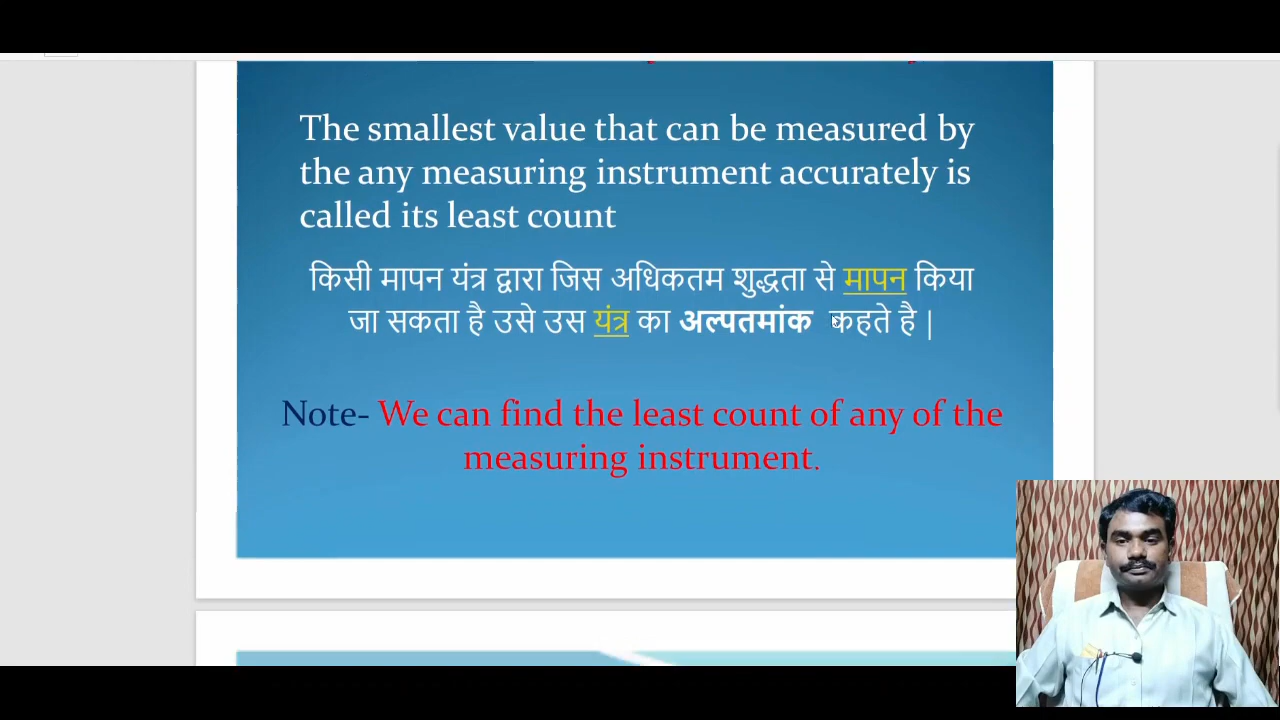 The smallest value that can be measured by
the any measuring instrument accurately is
called its least count
किसी मापन यंत्र द्वारा जिस अधिकतम शुद्धता से मापन किया
जा सकता है उसे उस यंत्र का अल्पतमांक कहते है |
Note- We can find the least count of any of the
measuring instrument.